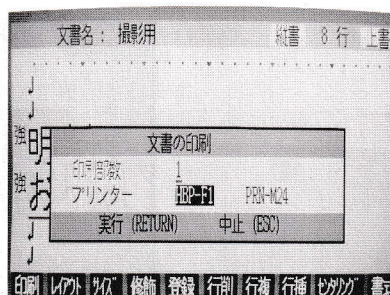 文書名： 撮影用 縦書 8 行 上書
強明
文書の印刷
印刷部数 1
プリンター HBP-F1 PRN-M24
強お
実行 (RETURN) 中止 (ESC)
印刷 レイアウト サイズ 修飾 登録 行削 行複 行挿 センタリング 書式